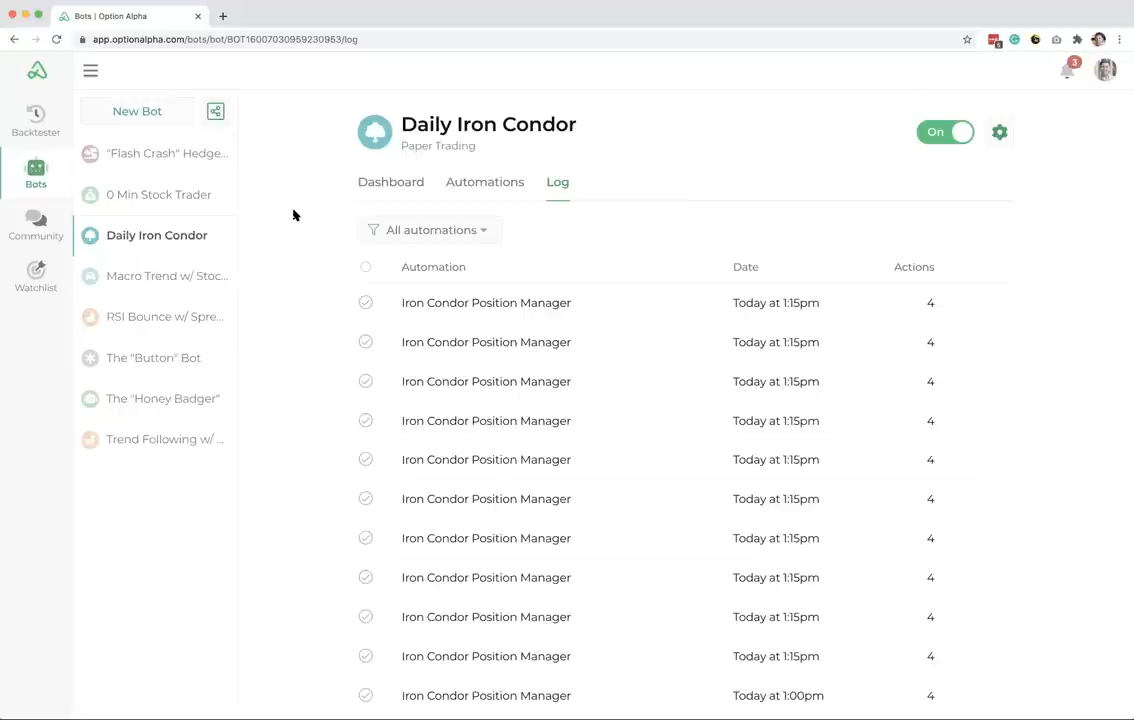 Bots | Option Alpha
app.optionalpha.com/bots/bot/BOT16007030959230953/log
3
New Bot
Backtester
Bots
Community
Watchlist
"Flash Crash" Hedge...
0 Min Stock Trader
Daily Iron Condor
Macro Trend w/ Stoc...
RSI Bounce w/ Spre...
The "Button" Bot
The "Honey Badger"
Trend Following w/ ...
Daily Iron Condor
Paper Trading
On
Dashboard Automations Log
All automations
Automation Date Actions
Iron Condor Position Manager Today at 1:15pm 4
Iron Condor Position Manager Today at 1:15pm 4
Iron Condor Position Manager Today at 1:15pm 4
Iron Condor Position Manager Today at 1:15pm 4
Iron Condor Position Manager Today at 1:15pm 4
Iron Condor Position Manager Today at 1:15pm 4
Iron Condor Position Manager Today at 1:15pm 4
Iron Condor Position Manager Today at 1:15pm 4
Iron Condor Position Manager Today at 1:15pm 4
Iron Condor Position Manager Today at 1:15pm 4
Iron Condor Position Manager Today at 1:00pm 4